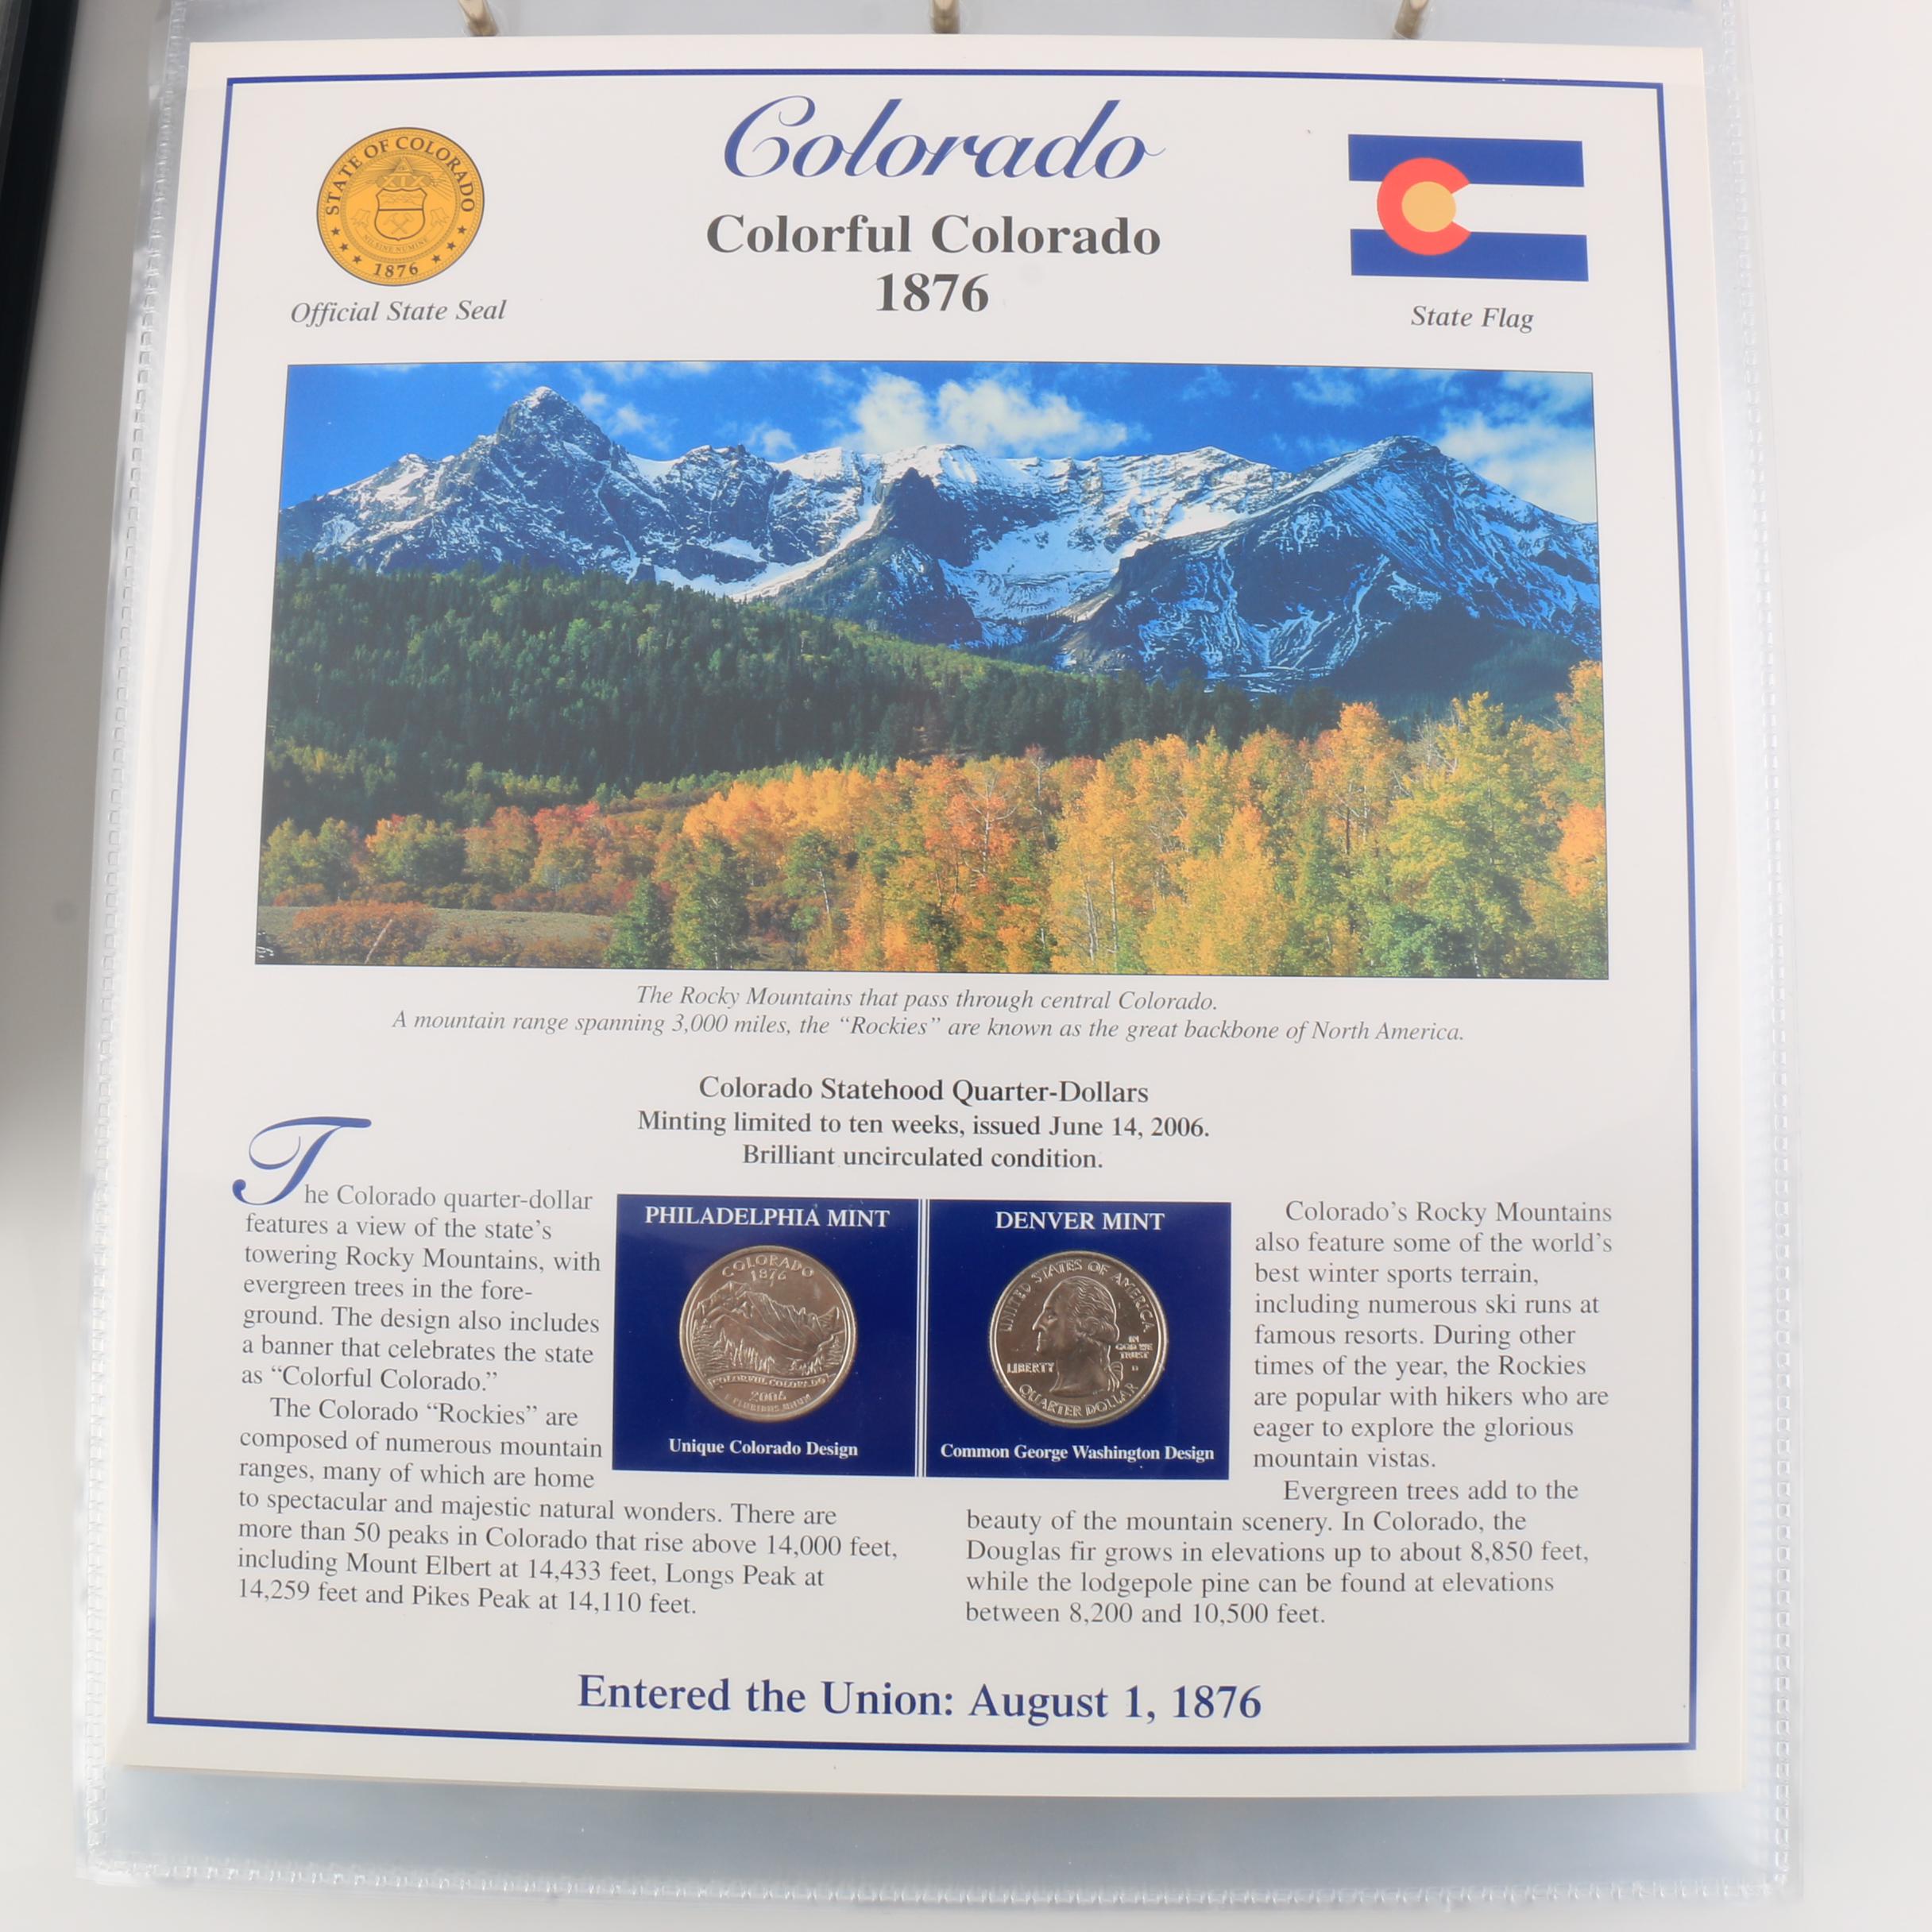 Colorado
Colorful Colorado
1876
STATE OF COLORADO
NIL SINE NUMINE
1876
Official State Seal
State Flag
The Rocky Mountains that pass through central Colorado.
A mountain range spanning 3,000 miles, the “Rockies” are known as the great backbone of North America.
Colorado Statehood Quarter-Dollars
Minting limited to ten weeks, issued June 14, 2006.
Brilliant uncirculated condition.
The Colorado quarter-dollar
features a view of the state’s
towering Rocky Mountains, with
evergreen trees in the fore-
ground. The design also includes
a banner that celebrates the state
as “Colorful Colorado.”
The Colorado “Rockies” are
composed of numerous mountain
ranges, many of which are home
to spectacular and majestic natural wonders. There are
more than 50 peaks in Colorado that rise above 14,000 feet,
including Mount Elbert at 14,433 feet, Longs Peak at
14,259 feet and Pikes Peak at 14,110 feet.
PHILADELPHIA MINT
COLORADO
1876
COLORFUL COLORADO
2006
E PLURIBUS UNUM
Unique Colorado Design
DENVER MINT
UNITED STATES OF AMERICA
IN
GOD WE
TRUST
LIBERTY
D
QUARTER DOLLAR
Common George Washington Design
Colorado’s Rocky Mountains
also feature some of the world’s
best winter sports terrain,
including numerous ski runs at
famous resorts. During other
times of the year, the Rockies
are popular with hikers who are
eager to explore the glorious
mountain vistas.
Evergreen trees add to the
beauty of the mountain scenery. In Colorado, the
Douglas fir grows in elevations up to about 8,850 feet,
while the lodgepole pine can be found at elevations
between 8,200 and 10,500 feet.
Entered the Union: August 1, 1876